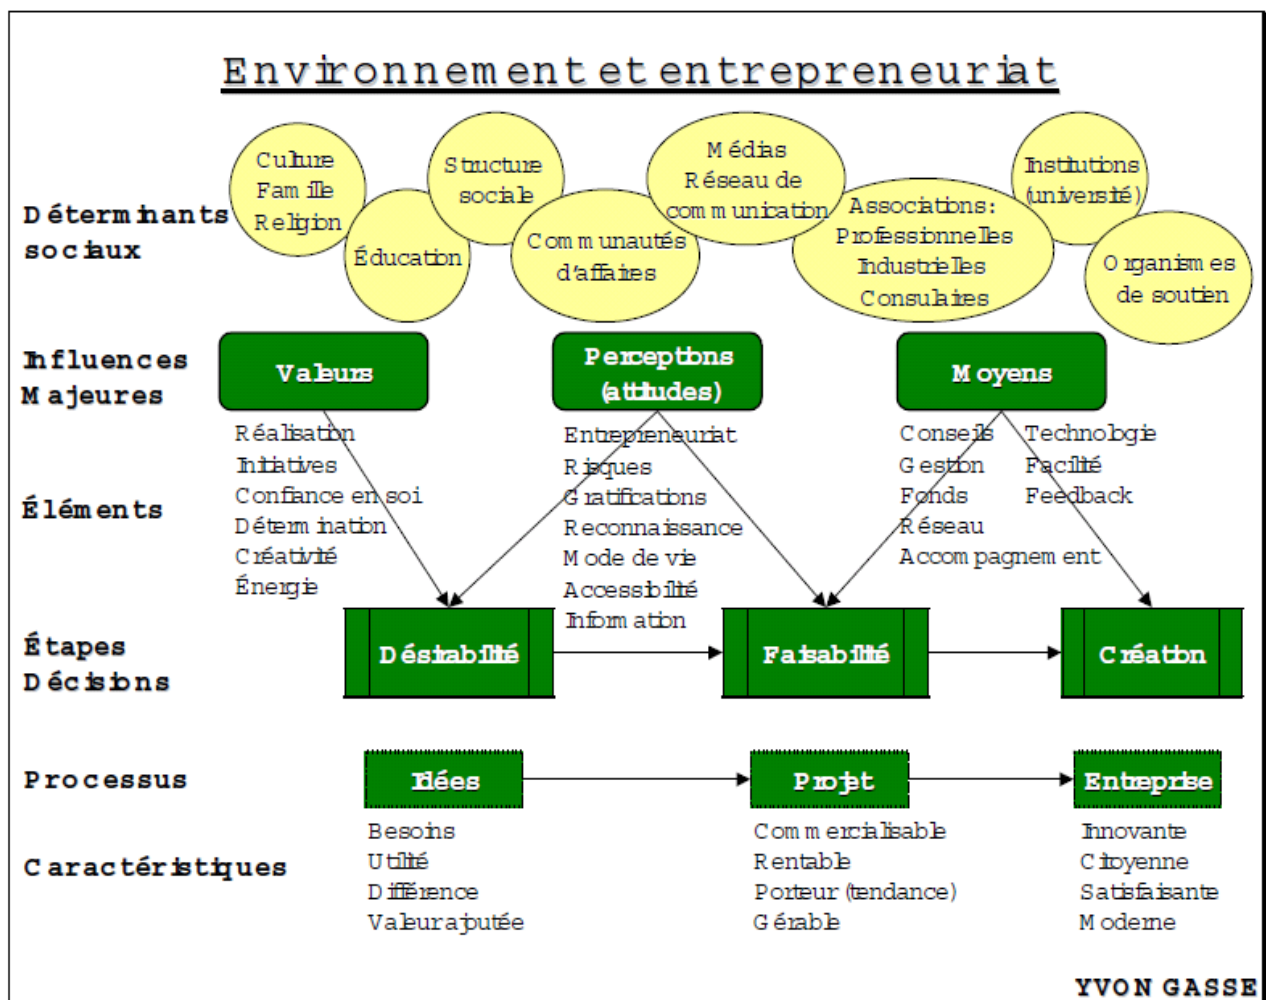 Environnement et entrepreneuriat
Déterminants
sociaux
Culture
Famille
Religion
Éducation
Structure
sociale
Communautés
d'affaires
Médias
Réseau de
communication
Associations:
Professionnelles
Industrielles
Consulaires
Institutions
(université)
Organismes
de soutien
Influences
Majeures
Valeurs
Perceptions
(attitudes)
Moyens
Éléments
Réalisation
Initiatives
Confiance en soi
Détermination
Créativité
Énergie
Entrepreneuriat
Risques
Gratifications
Reconnaissance
Mode de vie
Accessibilité
Information
Conseils
Gestion
Fonds
Réseau
Accompagnement
Technologie
Facilité
Feedback
Étapes
Décisions
Désirabilité
Faisabilité
Création
Processus
Idées
Projet
Entreprise
Caractéristiques
Besoins
Utilité
Différence
Valeur ajoutée
Commercialisable
Rentable
Porteur (tendance)
Gérable
Innovante
Citoyenne
Satisfaisante
Moderne
YVON GASSE